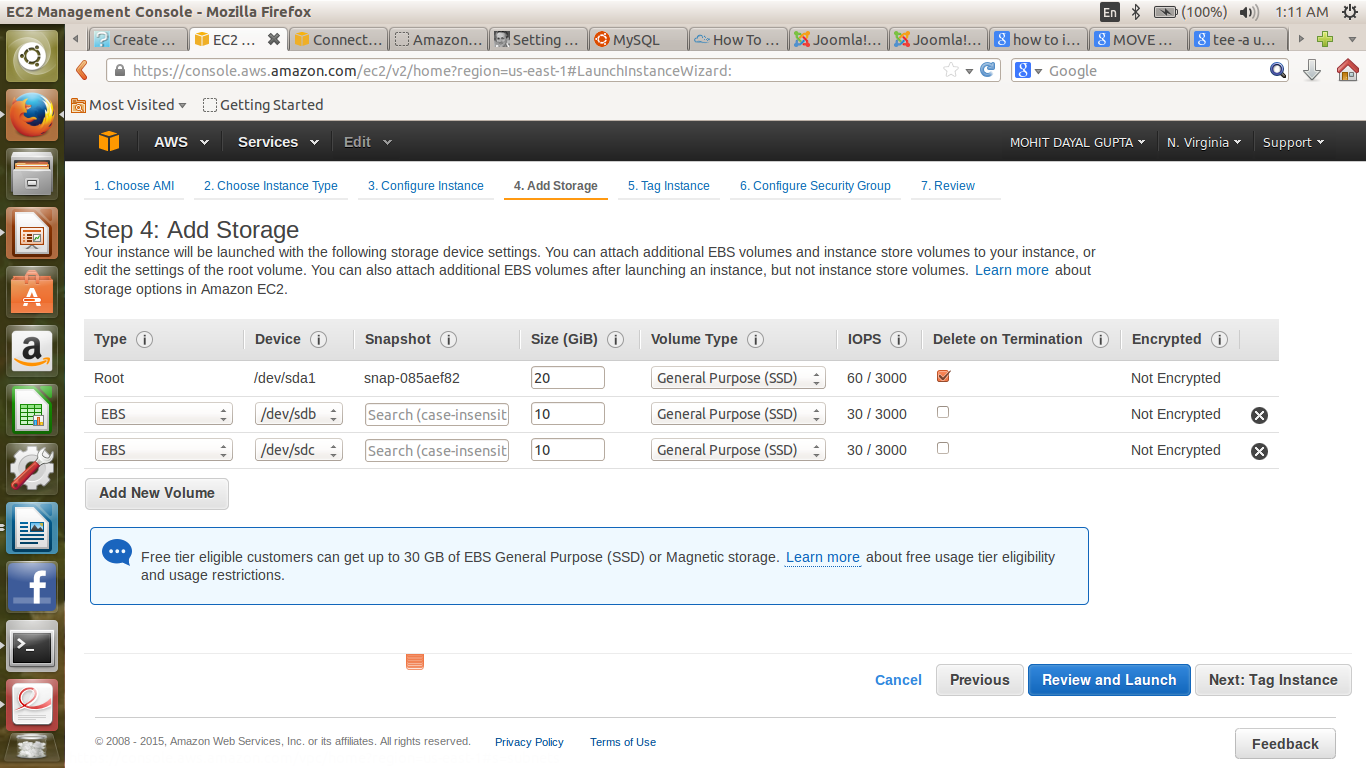 EC2 Management Console - Mozilla Firefox
En
(100%)
1:11 AM
Create ...
EC2 ...
Connect...
Amazon...
Setting ...
MySQL
How To ...
Joomla!...
Joomla!...
how to i...
MOVE ...
tee -a u...
https://console.aws.amazon.com/ec2/v2/home?region=us-east-1#LaunchInstanceWizard:
Google
Most Visited
Getting Started
AWS
Services
Edit
MOHIT DAYAL GUPTA
N. Virginia
Support
1. Choose AMI
2. Choose Instance Type
3. Configure Instance
4. Add Storage
5. Tag Instance
6. Configure Security Group
7. Review
Step 4: Add Storage
Your instance will be launched with the following storage device settings. You can attach additional EBS volumes and instance store volumes to your instance, or
edit the settings of the root volume. You can also attach additional EBS volumes after launching an instance, but not instance store volumes. Learn more about
storage options in Amazon EC2.
Type Device Snapshot Size (GiB) Volume Type IOPS Delete on Termination Encrypted
Root /dev/sda1 snap-085aef82 20 General Purpose (SSD) 60 / 3000 Not Encrypted
EBS /dev/sdb Search (case-insensit 10 General Purpose (SSD) 30 / 3000 Not Encrypted
EBS /dev/sdc Search (case-insensit 10 General Purpose (SSD) 30 / 3000 Not Encrypted
Add New Volume
Free tier eligible customers can get up to 30 GB of EBS General Purpose (SSD) or Magnetic storage. Learn more about free usage tier eligibility
and usage restrictions.
Cancel
Previous
Review and Launch
Next: Tag Instance
© 2008 - 2015, Amazon Web Services, Inc. or its affiliates. All rights reserved.
Privacy Policy
Terms of Use
Feedback